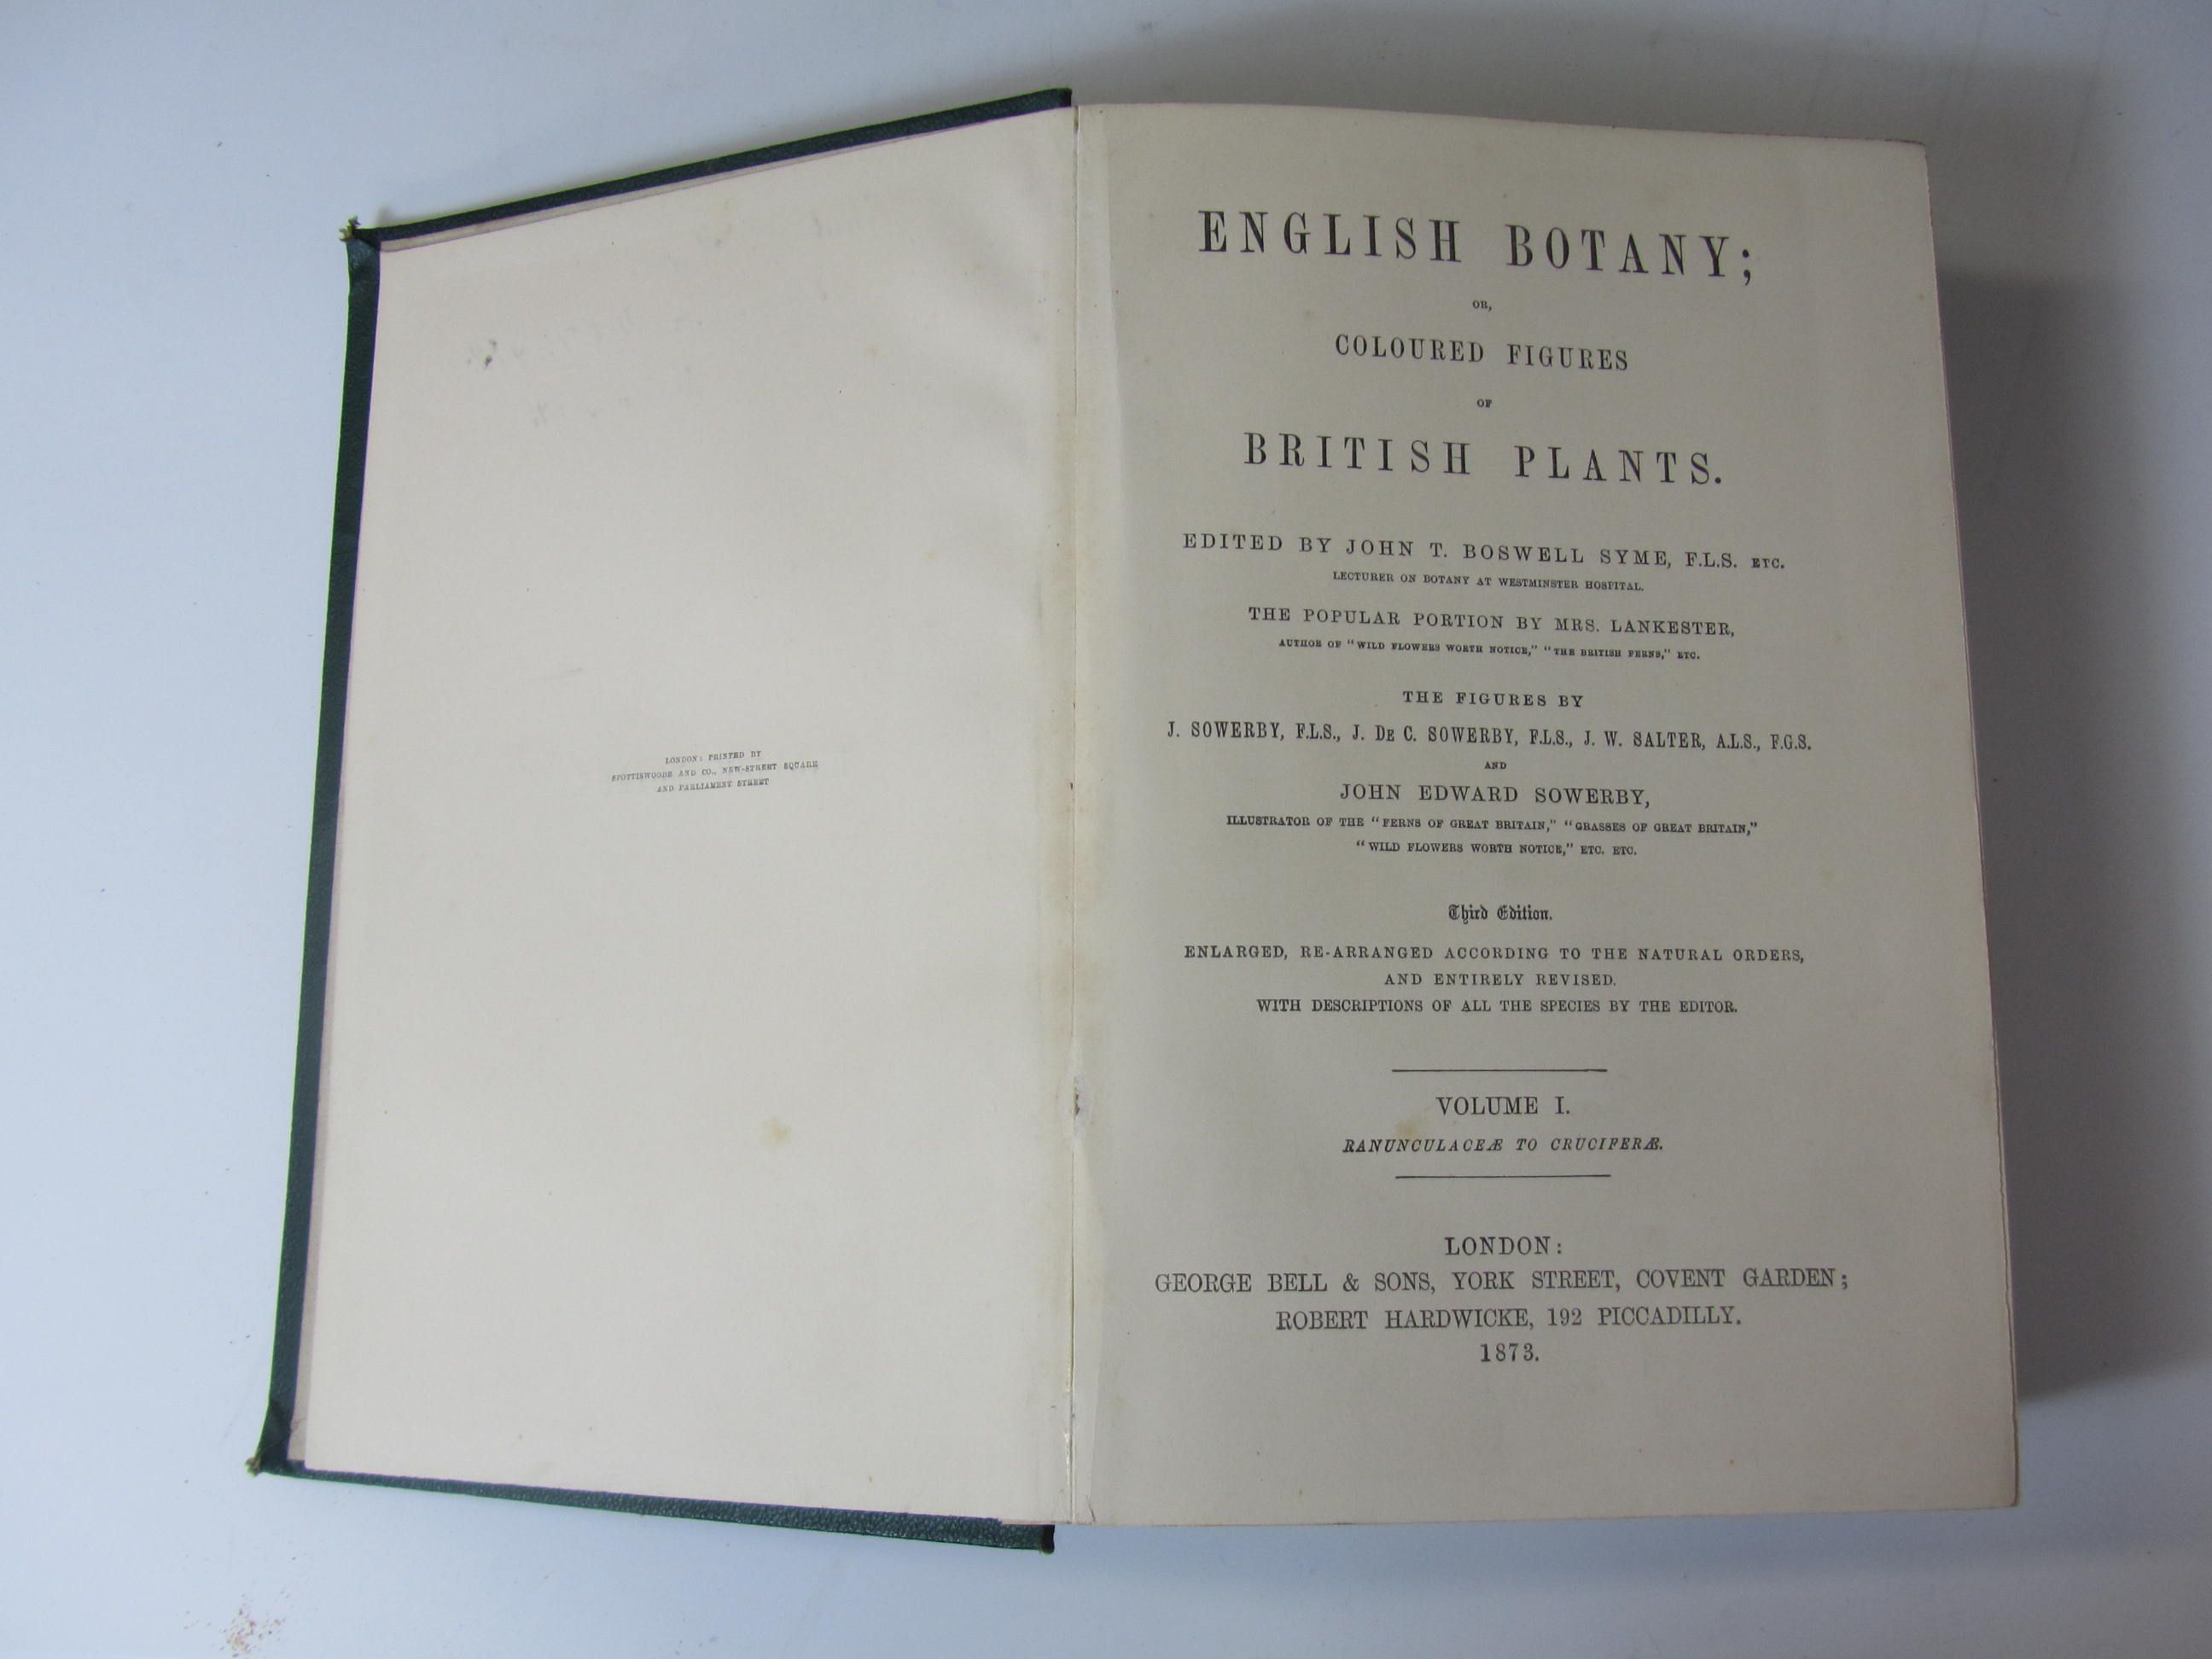 LONDON: PRINTED BY
SPOTTISWOODE AND CO., NEW-STREET SQUARE
AND PARLIAMENT STREET
ENGLISH BOTANY;
OR,
COLOURED FIGURES
OF
BRITISH PLANTS.
EDITED BY JOHN T. BOSWELL SYME, F.L.S. ETC.
LECTURER ON BOTANY AT WESTMINSTER HOSPITAL.
THE POPULAR PORTION BY MRS. LANKESTER,
AUTHOR OF "WILD FLOWERS WORTH NOTICE," "THE BRITISH FERNS," ETC.
THE FIGURES BY
J. SOWERBY, F.L.S., J. DE C. SOWERBY, F.L.S., J. W. SALTER, A.L.S., F.G.S.
AND
JOHN EDWARD SOWERBY,
ILLUSTRATOR OF THE "FERNS OF GREAT BRITAIN," "GRASSES OF GREAT BRITAIN,"
"WILD FLOWERS WORTH NOTICE," ETC. ETC.
Third Edition.
ENLARGED, RE-ARRANGED ACCORDING TO THE NATURAL ORDERS,
AND ENTIRELY REVISED.
WITH DESCRIPTIONS OF ALL THE SPECIES BY THE EDITOR.
VOLUME I.
RANUNCULACEÆ TO CRUCIFERÆ.
LONDON:
GEORGE BELL & SONS, YORK STREET, COVENT GARDEN;
ROBERT HARDWICKE, 192 PICCADILLY.
1873.